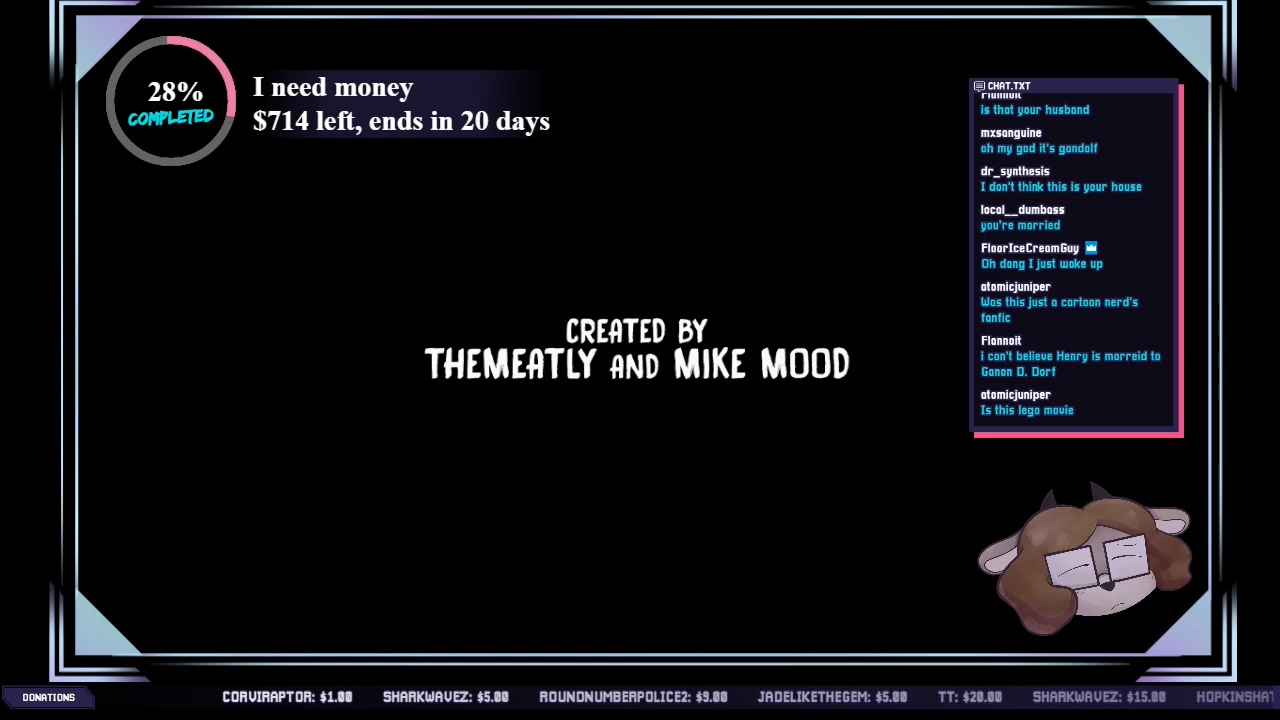 28%
COMPLETED
I need money
$714 left, ends in 20 days
CHAT.TXT
Flannoit
is that your husband
mxsanguine
oh my god it's gandalf
dr_synthesis
I don't think this is your house
local__dumbass
you're married
FloorIceCreamGuy
Oh dang I just woke up
atomicjuniper
Was this just a cartoon nerd's
fanfic
Flannoit
i can't believe Henry is marreid to
Ganon D. Dorf
atomicjuniper
Is this lego movie
CREATED BY
THEMEATLY AND MIKE MOOD
DONATIONS
CORVIRAPTOR: $1.00 SHARKWAVEZ: $5.00 ROUNDNUMBERPOLICE2: $9.00 JADELIKETHEGEM: $5.00 TT: $20.00 SHARKWAVEZ: $15.00 HOPKINSHAT